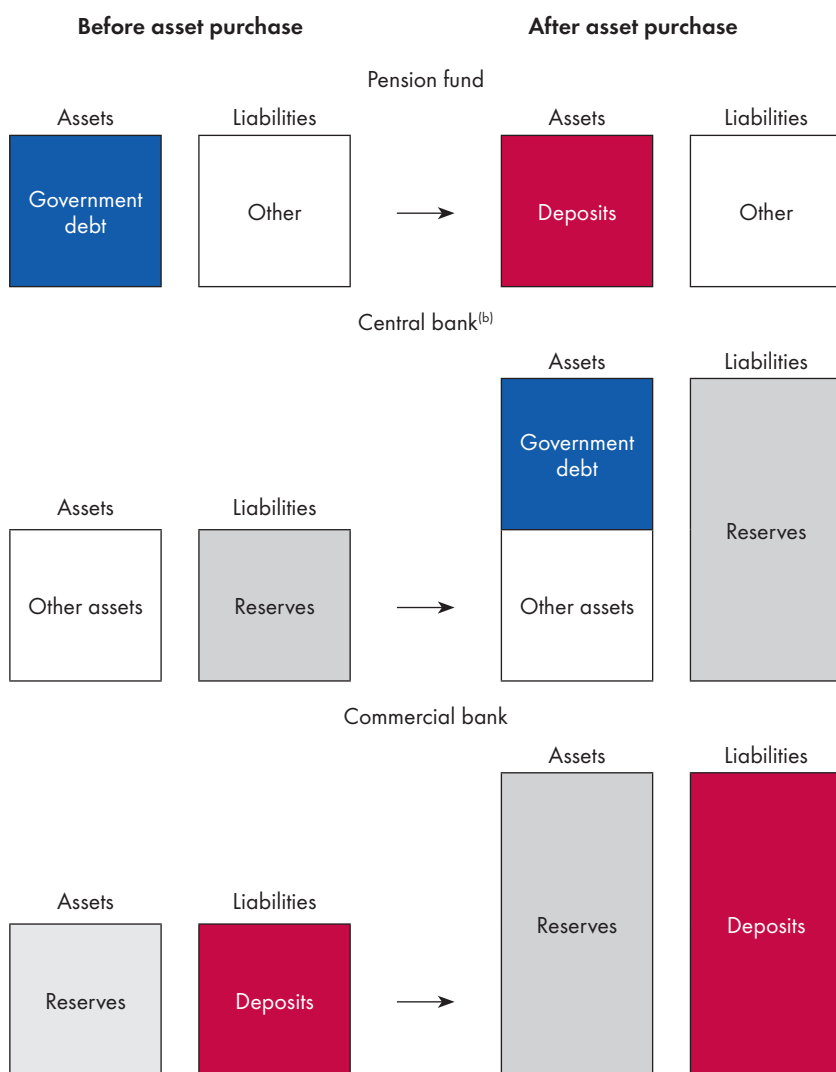 Before asset purchase After asset purchase
Pension fund
Assets Liabilities Assets Liabilities
Government
debt
Other
Deposits
Other
Central bank(b)
Assets Liabilities
Government
debt
Assets Liabilities
Reserves
Other assets
Reserves
Other assets
Commercial bank
Assets Liabilities
Assets Liabilities
Reserves
Deposits
Reserves
Deposits